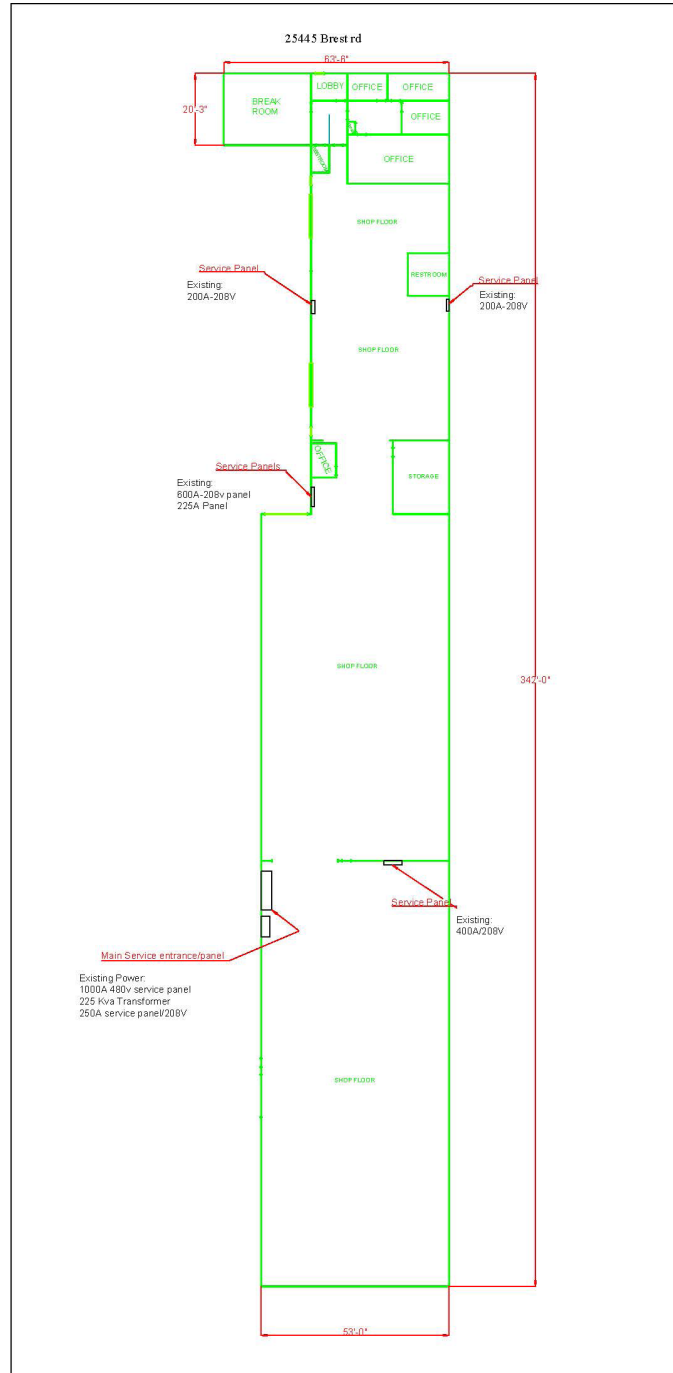 25445 Brest rd
63'-6"
LOBBY
OFFICE
OFFICE
BREAK
ROOM
20'-3"
OFFICE
OFFICE
SHOP FLOOR
Service Panel
Existing:
200A-208V
RESTROOM
Service Panel
Existing:
200A-208V
SHOP FLOOR
OFFICE
Service Panels
Existing:
600A-208v panel
225A Panel
STORAGE
SHOP FLOOR
342'-0"
Service Panel
Existing:
400A/208V
Main Service entrance/panel
Existing Power:
1000A 480v service panel
225 Kva Transformer
250A service panel/208V
SHOP FLOOR
53'-0"